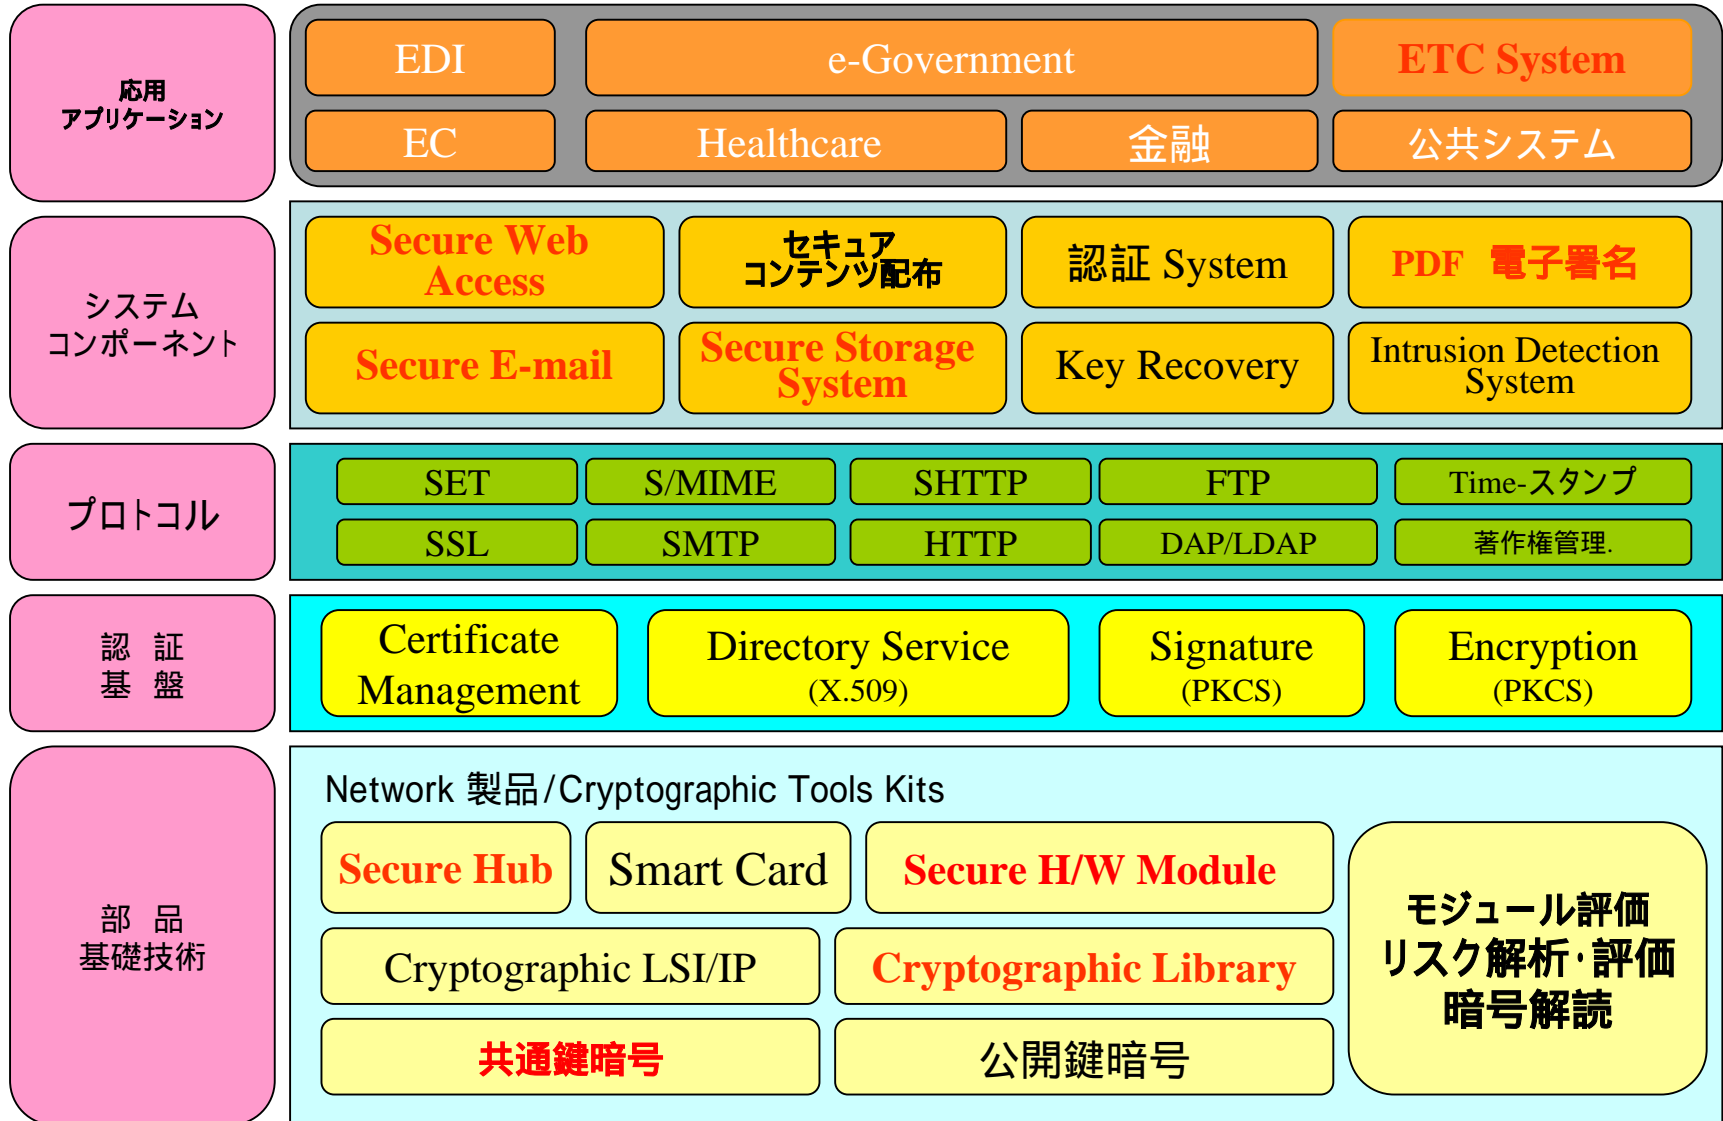 応用
アプリケーション
EDI
e-Government
ETC System
EC
Healthcare
金融
公共システム
システム
コンポーネント
Secure Web
Access
セキュア
コンテンツ配布
認証 System
PDF 電子署名
Secure E-mail
Secure Storage
System
Key Recovery
Intrusion Detection
System
プロトコル
SET
S/MIME
SHTTP
FTP
Time-スタンプ
SSL
SMTP
HTTP
DAP/LDAP
著作権管理.
認 証
基 盤
Certificate
Management
Directory Service
(X.509)
Signature
(PKCS)
Encryption
(PKCS)
部 品
基礎技術
Network 製品/Cryptographic Tools Kits
Secure Hub
Smart Card
Secure H/W Module
Cryptographic LSI/IP
Cryptographic Library
共通鍵暗号
公開鍵暗号
モジュール評価
リスク解析・評価
暗号解読